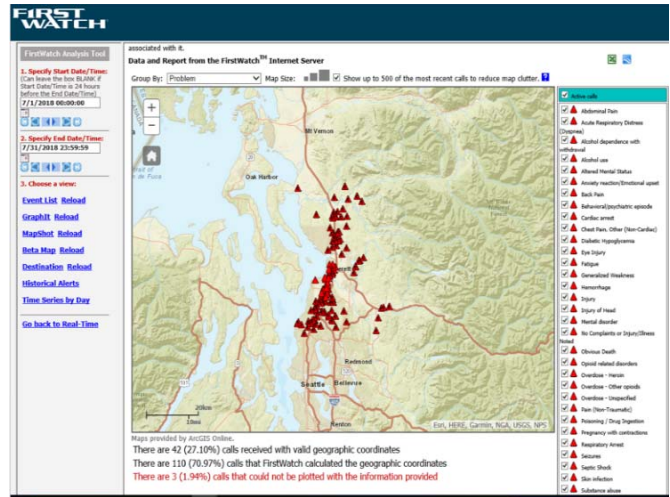 FIRST
WATCH
FirstWatch Analysis Tool
1. Specify Start Date/Time:
(Can leave the box BLANK if
Start Date/Time is 24 hours
before the End Date/Time)
7/1/2018 00:00:00
2. Specify End Date/Time:
7/31/2018 23:59:59
3. Choose a view:
Event List Reload
GraphIt Reload
MapShot Reload
Beta Map Reload
Destination Reload
Historical Alerts
Time Series by Day
Go back to Real-Time
associated with it.
Data and Report from the FirstWatch™ Internet Server
Group By: Problem Map Size: Show up to 500 of the most recent calls to reduce map clutter. ?
+
−
Mt Vernon
Oak Harbor
de Fuca
Redmond
Seattle Bellevue
Renton
20km
10mi
Esri, HERE, Garmin, NGA, USGS, NPS
Maps provided by ArcGIS Online.
There are 42 (27.10%) calls received with valid geographic coordinates
There are 110 (70.97%) calls that FirstWatch calculated the geographic coordinates
There are 3 (1.94%) calls that could not be plotted with the information provided
Active calls
Abdominal Pain
Acute Respiratory Distress
(Dyspnea)
Alcohol dependence with
withdrawal
Alcohol use
Altered Mental Status
Anxiety reaction/Emotional upset
Back Pain
Behavioral/psychiatric episode
Cardiac arrest
Chest Pain, Other (Non-Cardiac)
Diabetic Hypoglycemia
Eye Injury
Fatigue
Generalized Weakness
Hemorrhage
Injury
Injury of Head
Mental disorder
No Complaints or Injury/Illness
Noted
Obvious Death
Opioid related disorders
Overdose - Heroin
Overdose - Other opioids
Overdose - Unspecified
Pain (Non-Traumatic)
Poisoning / Drug Ingestion
Pregnancy with contractions
Respiratory Arrest
Seizures
Septic Shock
Skin infection
Substance abuse